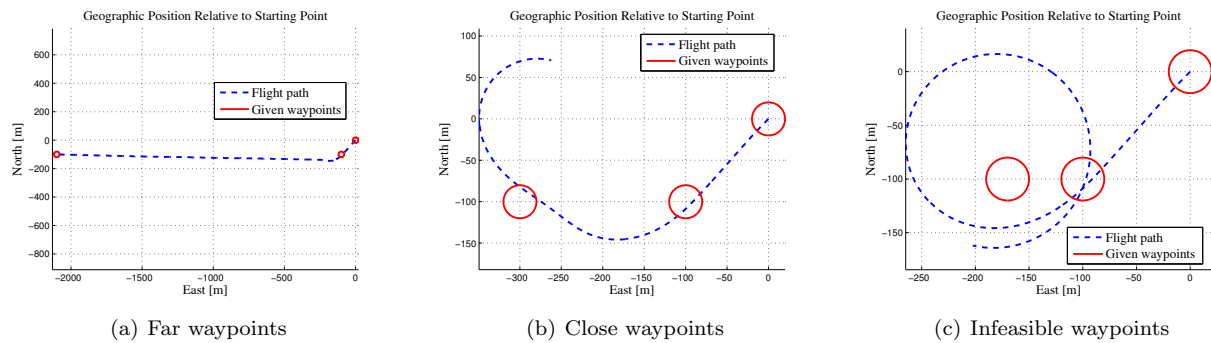 Geographic Position Relative to Starting Point
600
400
200
0
−200
−400
−600
−800
North [m]
−2000
−1500
−1000
−500
0
East [m]
Flight path
Given waypoints
(a) Far waypoints
Geographic Position Relative to Starting Point
100
50
0
−50
−100
−150
North [m]
−300
−250
−200
−150
−100
−50
0
East [m]
Flight path
Given waypoints
(b) Close waypoints
Geographic Position Relative to Starting Point
0
−50
−100
−150
North [m]
−250
−200
−150
−100
−50
0
East [m]
Flight path
Given waypoints
(c) Infeasible waypoints